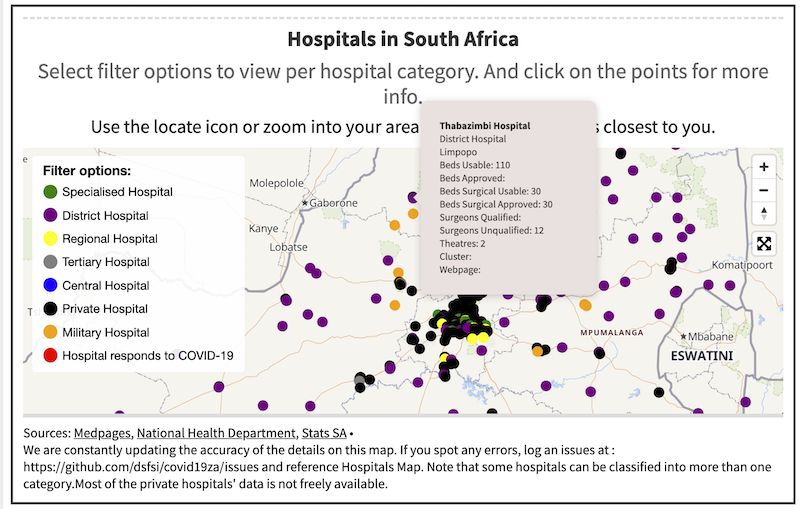 Hospitals in South Africa
Select filter options to view per hospital category. And click on the points for more
info.
Use the locate icon or zoom into your area
s closest to you.
Thabazimbi Hospital
District Hospital
Limpopo
Beds Usable: 110
Beds Approved:
Beds Surgical Usable: 30
Beds Surgical Approved: 30
Surgeons Qualified:
Surgeons Unqualified: 12
Theatres: 2
Cluster:
Webpage:
Filter options:
Specialised Hospital
District Hospital
Regional Hospital
Tertiary Hospital
Central Hospital
Private Hospital
Military Hospital
Hospital responds to COVID-19
Molepolole
Gaborone
Kanye
Lobatse
+
−
Komatipoort
MPUMALANGA
Mbabane
ESWATINI
Sources: Medpages, National Health Department, Stats SA •
We are constantly updating the accuracy of the details on this map. If you spot any errors, log an issues at :
https://github.com/dsfsi/covid19za/issues and reference Hospitals Map. Note that some hospitals can be classified into more than one
category.Most of the private hospitals' data is not freely available.